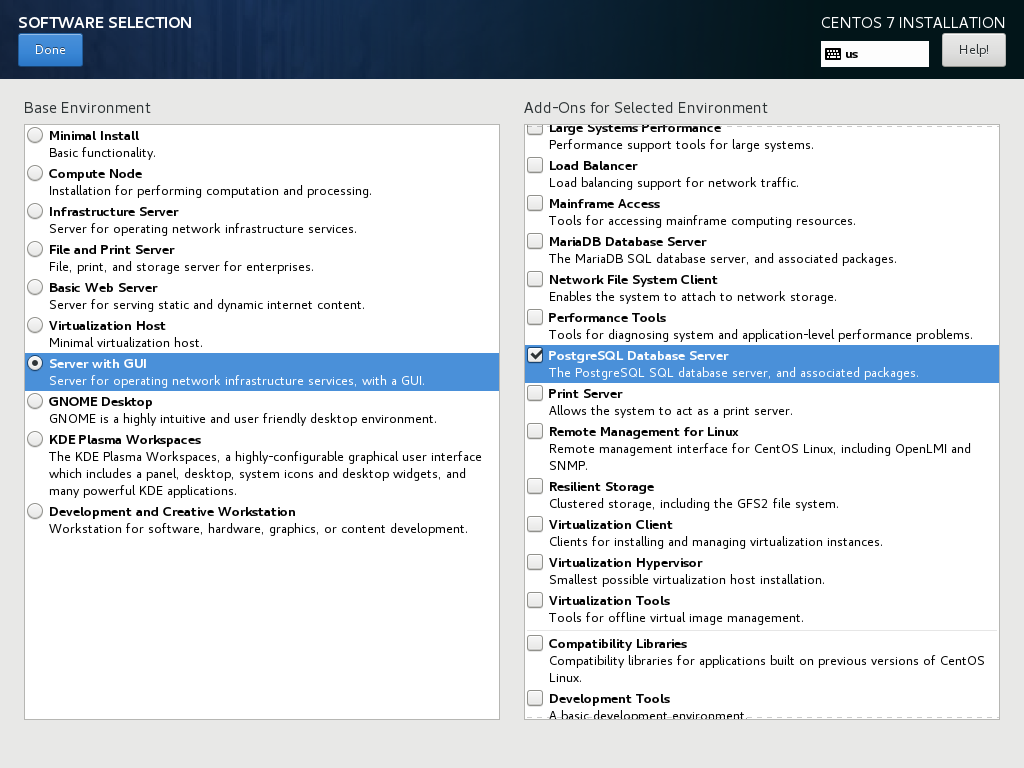 SOFTWARE SELECTION
CENTOS 7 INSTALLATION
Done
us
Help!
Base Environment
Minimal Install
Basic functionality.
Compute Node
Installation for performing computation and processing.
Infrastructure Server
Server for operating network infrastructure services.
File and Print Server
File, print, and storage server for enterprises.
Basic Web Server
Server for serving static and dynamic internet content.
Virtualization Host
Minimal virtualization host.
Server with GUI
Server for operating network infrastructure services, with a GUI.
GNOME Desktop
GNOME is a highly intuitive and user friendly desktop environment.
KDE Plasma Workspaces
The KDE Plasma Workspaces, a highly-configurable graphical user interface
which includes a panel, desktop, system icons and desktop widgets, and
many powerful KDE applications.
Development and Creative Workstation
Workstation for software, hardware, graphics, or content development.
Add-Ons for Selected Environment
Large Systems Performance
Performance support tools for large systems.
Load Balancer
Load balancing support for network traffic.
Mainframe Access
Tools for accessing mainframe computing resources.
MariaDB Database Server
The MariaDB SQL database server, and associated packages.
Network File System Client
Enables the system to attach to network storage.
Performance Tools
Tools for diagnosing system and application-level performance problems.
PostgreSQL Database Server
The PostgreSQL SQL database server, and associated packages.
Print Server
Allows the system to act as a print server.
Remote Management for Linux
Remote management interface for CentOS Linux, including OpenLMI and
SNMP.
Resilient Storage
Clustered storage, including the GFS2 file system.
Virtualization Client
Clients for installing and managing virtualization instances.
Virtualization Hypervisor
Smallest possible virtualization host installation.
Virtualization Tools
Tools for offline virtual image management.
Compatibility Libraries
Compatibility libraries for applications built on previous versions of CentOS
Linux.
Development Tools
A basic development environment.